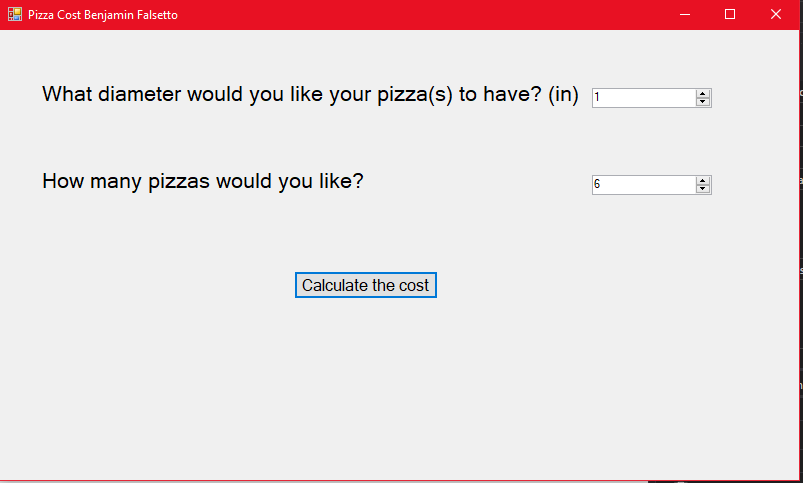 Pizza Cost Benjamin Falsetto
What diameter would you like your pizza(s) to have? (in) 1
How many pizzas would you like? 6
Calculate the cost